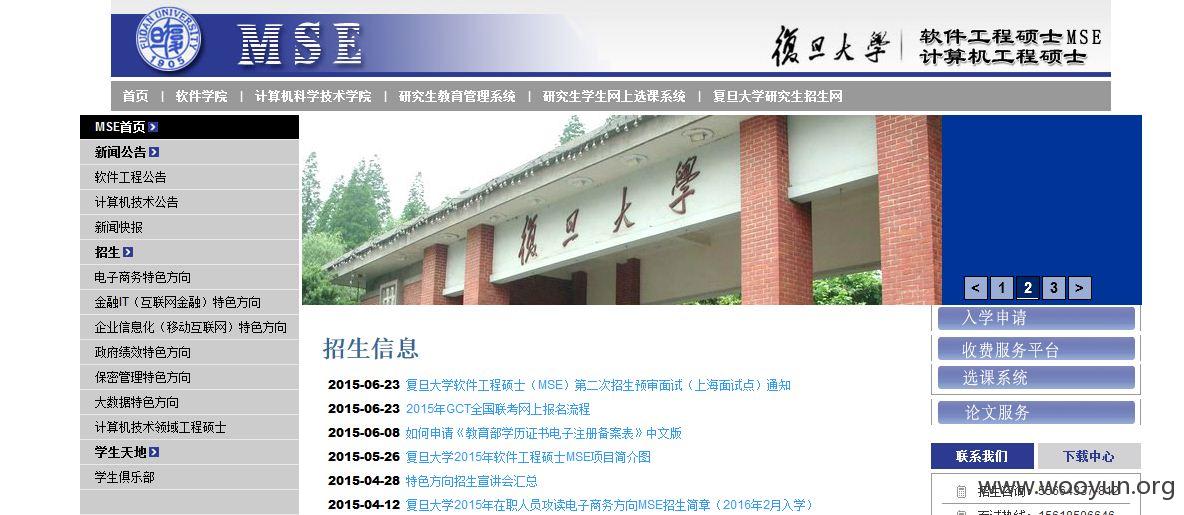 FUDAN UNIVERSITY
1905
MSE
復旦大學
软件工程硕士MSE
计算机工程硕士
首页 | 软件学院 | 计算机科学技术学院 | 研究生教育管理系统 | 研究生学生网上选课系统 | 复旦大学研究生招生网
MSE首页
新闻公告
软件工程公告
计算机技术公告
新闻快报
招生
电子商务特色方向
金融IT（互联网金融）特色方向
企业信息化（移动互联网）特色方向
政府绩效特色方向
保密管理特色方向
大数据特色方向
计算机技术领域工程硕士
学生天地
学生俱乐部
復旦大學
< 1 2 3 >
招生信息
2015-06-23 复旦大学软件工程硕士（MSE）第二次招生预审面试（上海面试点）通知
2015-06-23 2015年GCT全国联考网上报名流程
2015-06-08 如何申请《教育部学历证书电子注册备案表》中文版
2015-05-26 复旦大学2015年软件工程硕士MSE项目简介图
2015-04-28 特色方向招生宣讲会汇总
2015-04-12 复旦大学2015年在职人员攻读电子商务方向MSE招生简章（2016年2月入学）
入学申请
收费服务平台
选课系统
论文服务
联系我们
下载中心
招生咨询:
www.wooyun.org